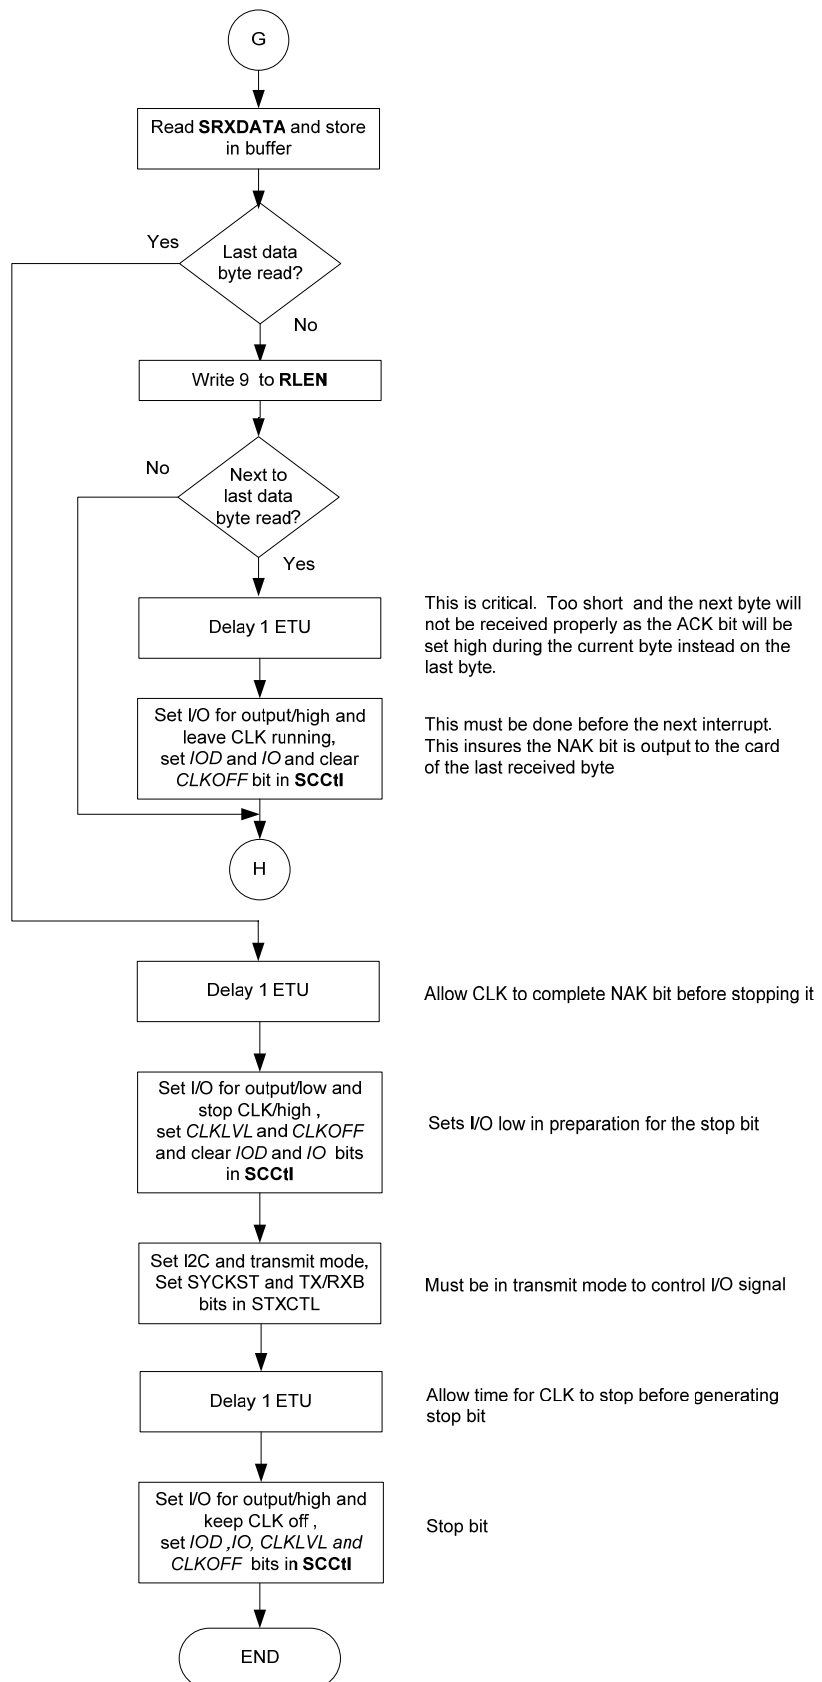 G
Read SRXDATA and store
in buffer
Yes
Last data
byte read?
No
Write 9 to RLEN
No
Next to
last data
byte read?
Yes
Delay 1 ETU
This is critical. Too short and the next byte will
not be received properly as the ACK bit will be
set high during the current byte instead on the
last byte.
Set I/O for output/high and
leave CLK running,
set IOD and IO and clear
CLKOFF bit in SCCtl
This must be done before the next interrupt.
This insures the NAK bit is output to the card
of the last received byte
H
Delay 1 ETU
Allow CLK to complete NAK bit before stopping it
Set I/O for output/low and
stop CLK/high ,
set CLKLVL and CLKOFF
and clear IOD and IO bits
in SCCtl
Sets I/O low in preparation for the stop bit
Set I2C and transmit mode,
Set SYCKST and TX/RXB
bits in STXCTL
Must be in transmit mode to control I/O signal
Delay 1 ETU
Allow time for CLK to stop before generating
stop bit
Set I/O for output/high and
keep CLK off ,
set IOD ,IO, CLKLVL and
CLKOFF bits in SCCtl
Stop bit
END